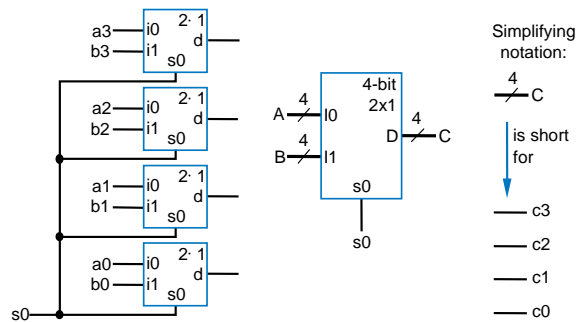 a3
b3
i0
i1
2· 1
d
s0
a2
b2
i0
i1
2· 1
d
s0
a1
b1
i0
i1
2· 1
d
s0
a0
b0
i0
i1
2· 1
d
s0
s0
4
A
4
B
I0
I1
4-bit
2x1
D
s0
4
C
s0
Simplifying
notation:
4
C
is short
for
c3
c2
c1
c0